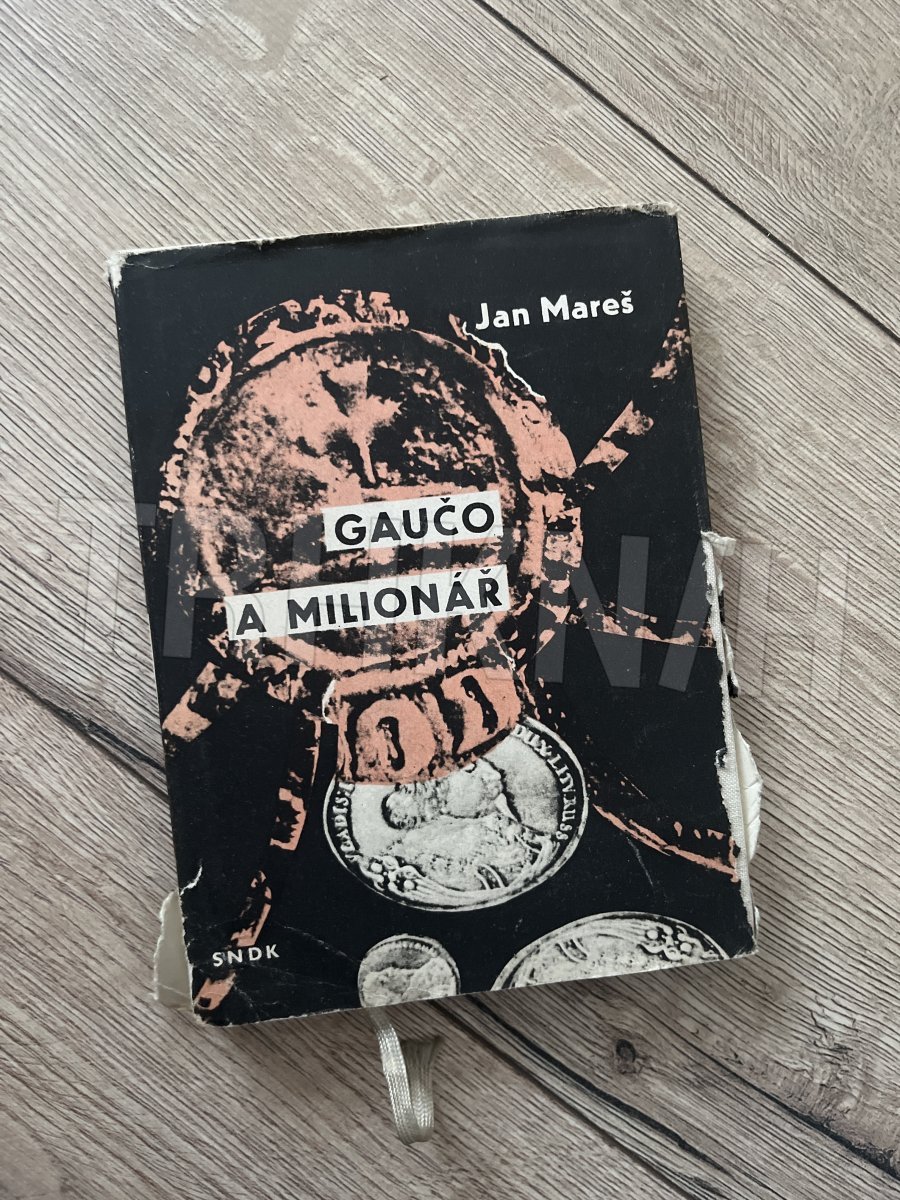 Jan Mareš
GAUČO
A MILIONÁŘ
SNDK